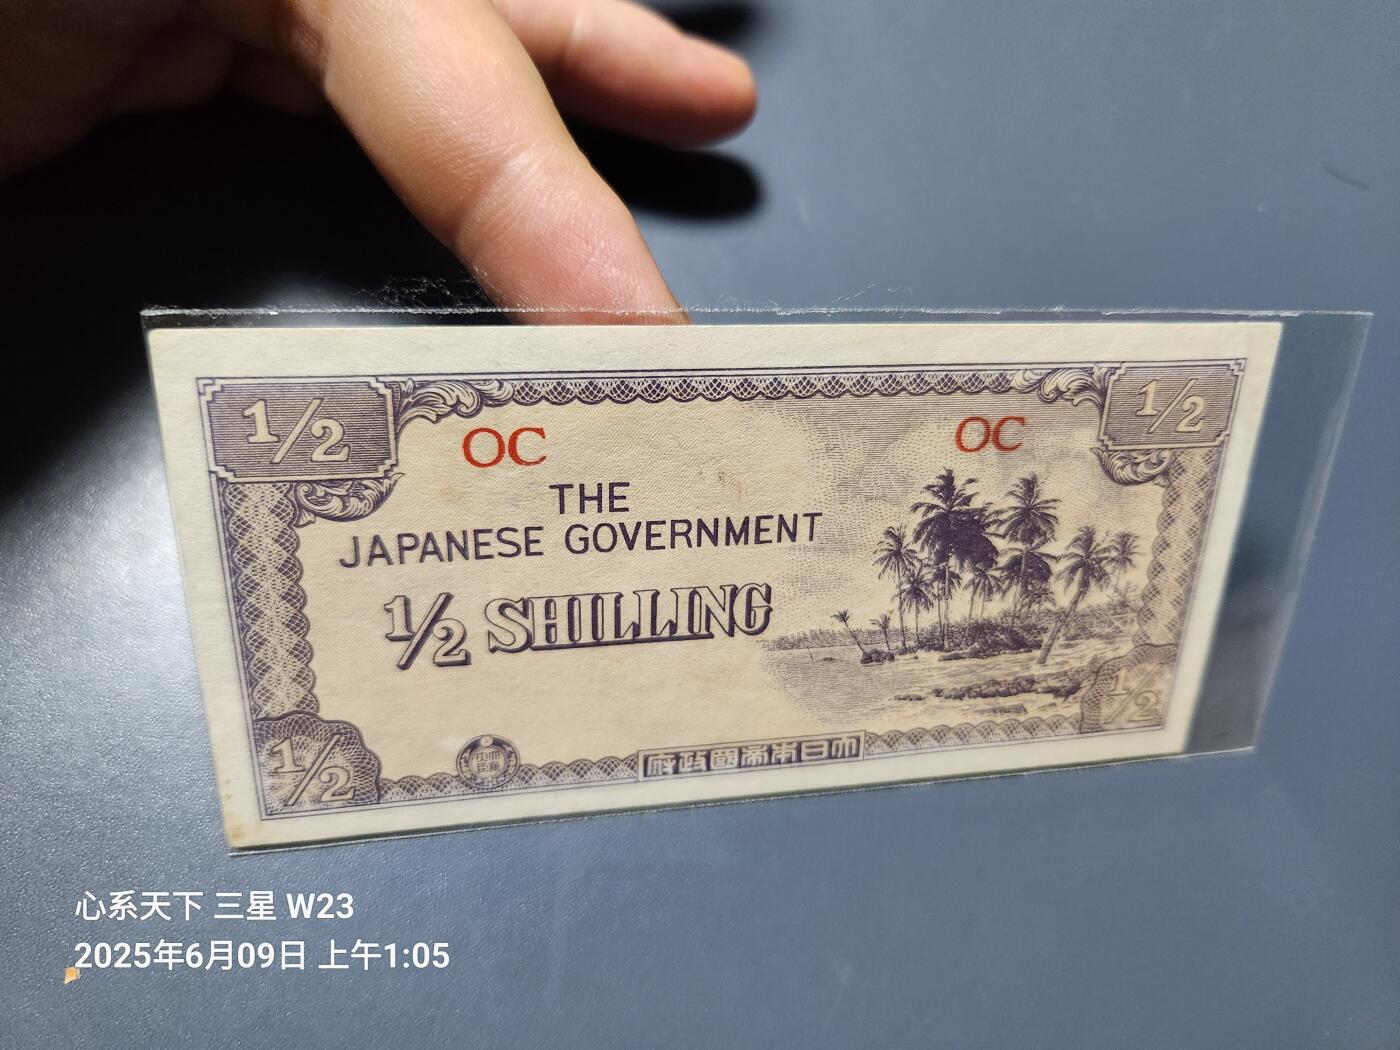 1/2
1/2
OC
OC
THE
JAPANESE GOVERNMENT
1/2 SHILLING
1/2
1/2
府政國帝本日大
心系天下 三星 W23
2025年6月09日 上午1:05